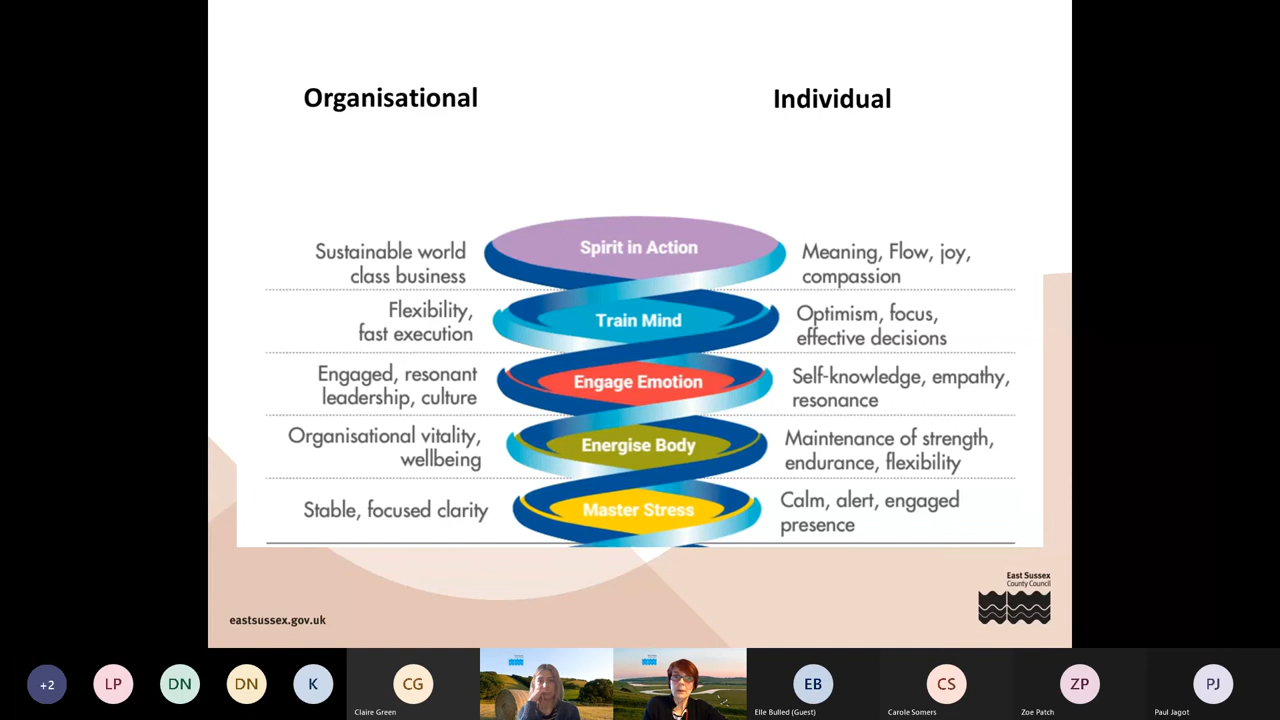 Organisational
Individual
Sustainable world
class business
Spirit in Action
Meaning, Flow, joy,
compassion
Flexibility,
fast execution
Train Mind
Optimism, focus,
effective decisions
Engaged, resonant
leadership, culture
Engage Emotion
Self-knowledge, empathy,
resonance
Organisational vitality,
wellbeing
Energise Body
Maintenance of strength,
endurance, flexibility
Stable, focused clarity
Master Stress
Calm, alert, engaged
presence
East Sussex
County Council
eastsussex.gov.uk
+2
LP
DN
DN
K
CG
Claire Green
EB
Elle Bulled (Guest)
CS
Carole Somers
ZP
Zoe Patch
PJ
Paul Jagot